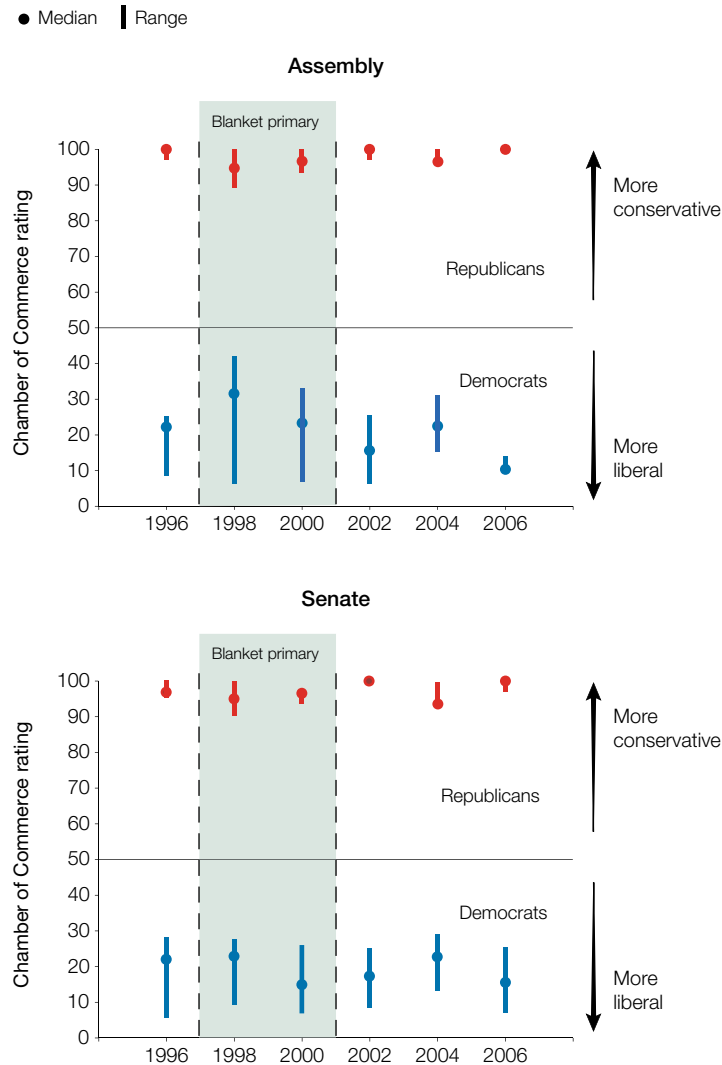 Median Range
Assembly
Blanket primary
Chamber of Commerce rating
100
90
80
70
60
50
40
30
20
10
0
More
conservative
Republicans
Democrats
More
liberal
1996 1998 2000 2002 2004 2006
Senate
Blanket primary
Chamber of Commerce rating
100
90
80
70
60
50
40
30
20
10
0
More
conservative
Republicans
Democrats
More
liberal
1996 1998 2000 2002 2004 2006